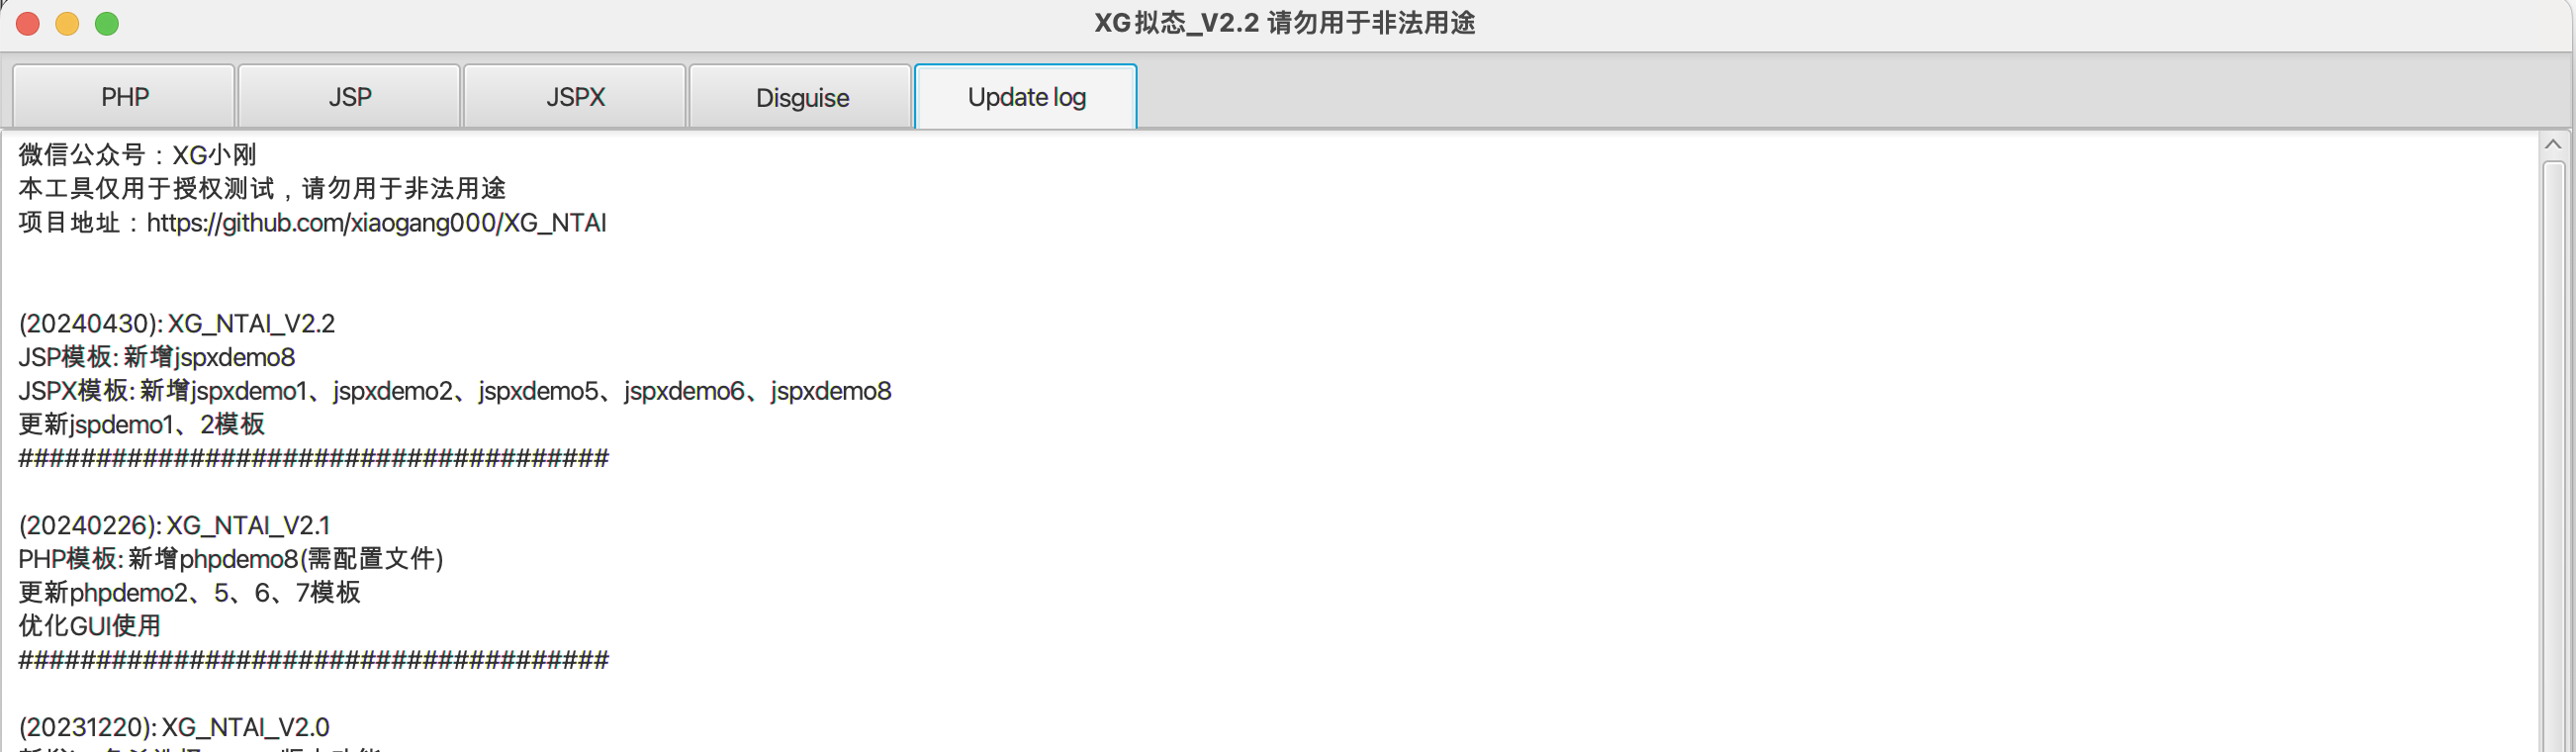 XG拟态_V2.2 请勿用于非法用途
PHP JSP JSPX Disguise Update log
微信公众号：XG小刚
本工具仅用于授权测试，请勿用于非法用途
项目地址：https://github.com/xiaogang000/XG_NTAI
(20240430): XG_NTAI_V2.2
JSP模板: 新增jspxdemo8
JSPX模板: 新增jspxdemo1、jspxdemo2、jspxdemo5、jspxdemo6、jspxdemo8
更新jspdemo1、2模板
######################################
(20240226): XG_NTAI_V2.1
PHP模板: 新增phpdemo8(需配置文件)
更新phpdemo2、5、6、7模板
优化GUI使用
######################################
(20231220): XG_NTAI_V2.0